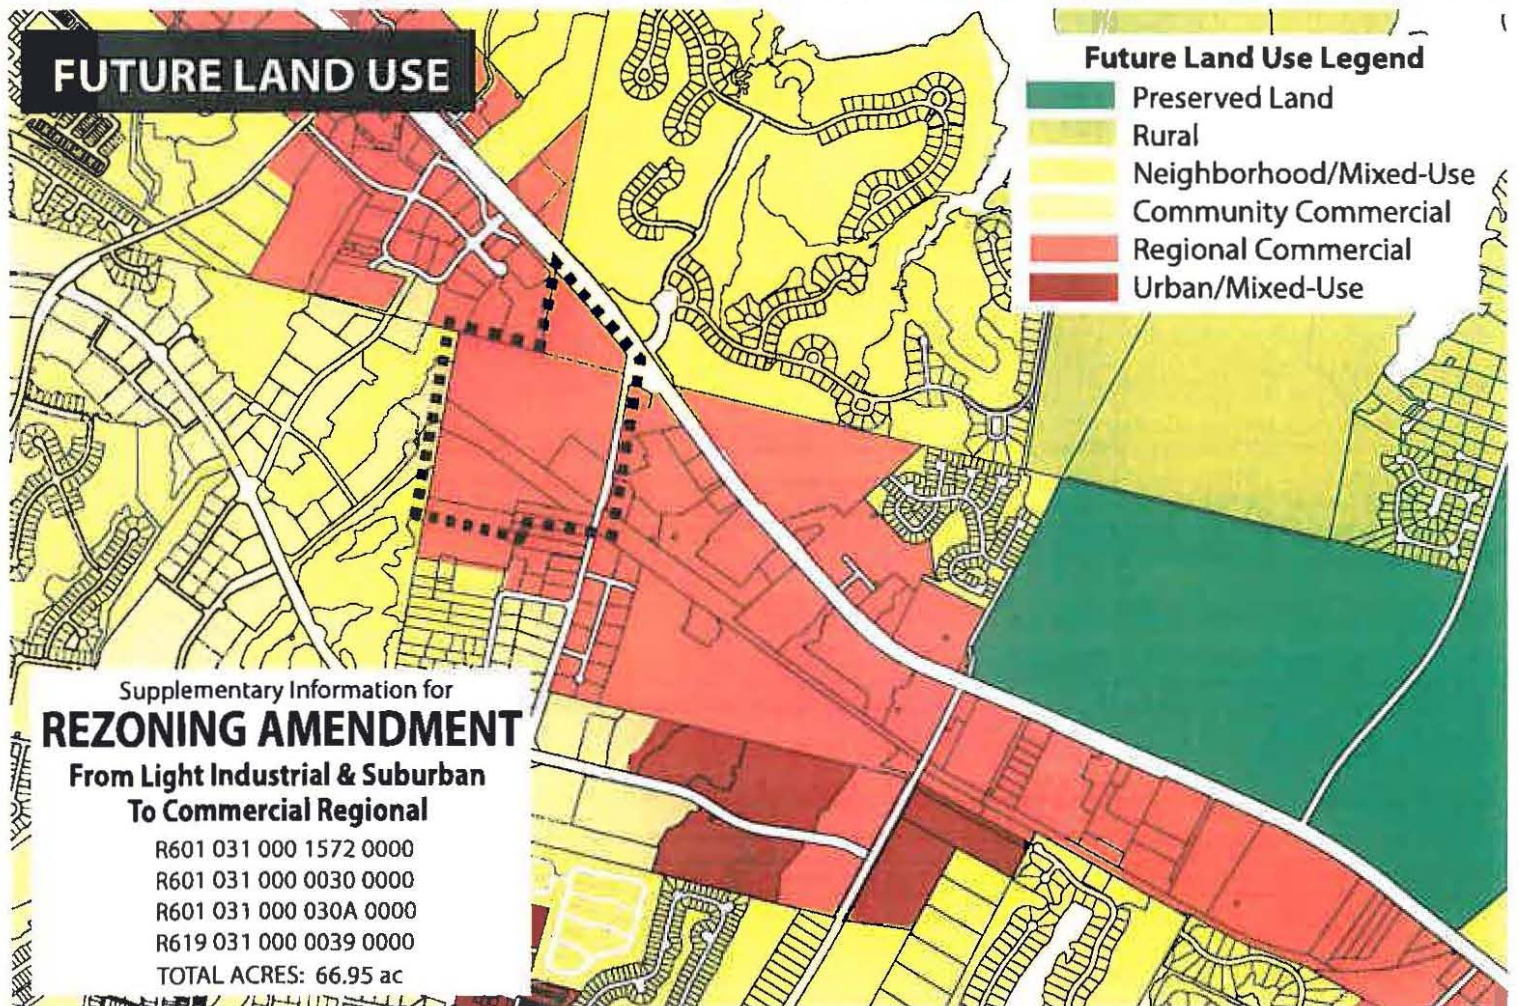 FUTURE LAND USE
Future Land Use Legend
Preserved Land
Rural
Neighborhood/Mixed-Use
Community Commercial
Regional Commercial
Urban/Mixed-Use
Supplementary Information for
REZONING AMENDMENT
From Light Industrial & Suburban
To Commercial Regional
R601 031 000 1572 0000
R601 031 000 0030 0000
R601 031 000 030A 0000
R619 031 000 0039 0000
TOTAL ACRES: 66.95 ac